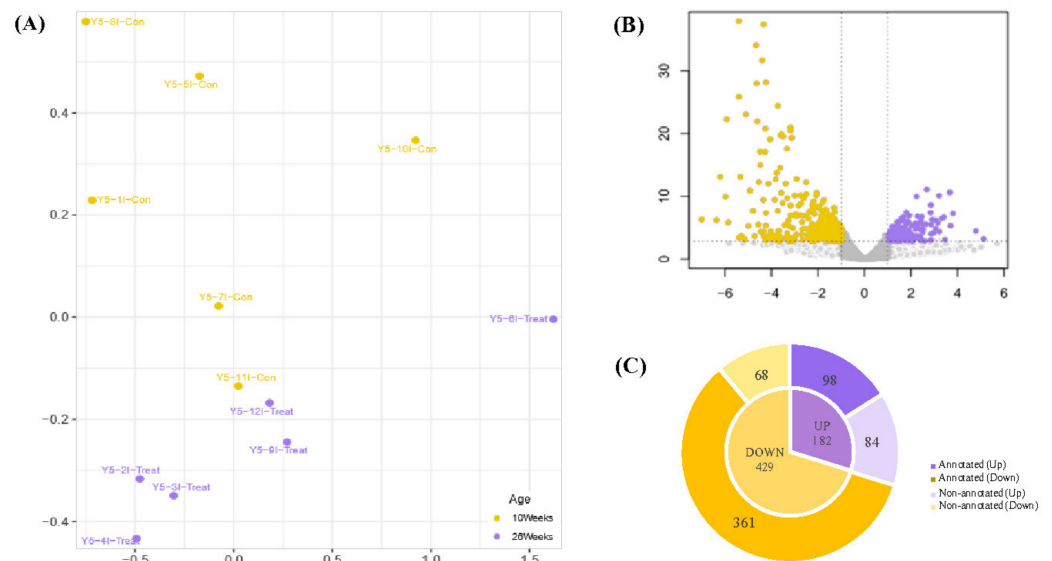 (A)
Y5-8I-Con
Y5-5I-Con
Y5-10I-Con
Y5-1I-Con
Y5-7I-Con
Y5-6I-Treat
Y5-11I-Con
Y5-12I-Treat
Y5-9I-Treat
Y5-2I-Treat
Y5-3I-Treat
Y5-4I-Treat
0.4
0.2
0.0
-0.2
-0.4
-0.5
0.0
0.5
1.0
1.5
Age
10Weeks
26Weeks
(B)
30
20
10
0
-6
-4
-2
0
2
4
6
(C)
68
98
UP
182
84
DOWN
429
361
Annotated (Up)
Annotated (Down)
Non-annotated (Up)
Non-annotated (Down)